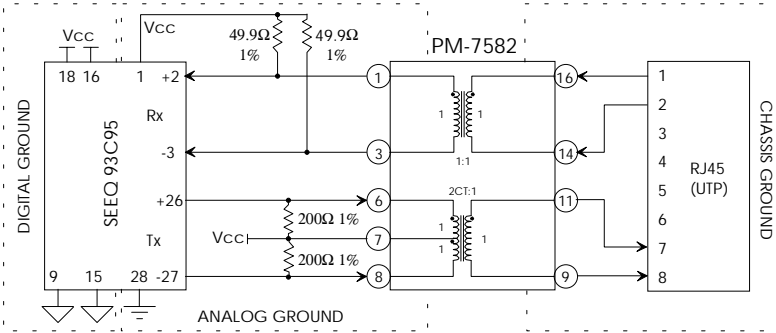 Vcc
Vcc
49.9Ω
1%
49.9Ω
1%
PM-7582
18 16 1 +2
Rx
-3
SEEQ 93C95
+26
Tx
9 15 28 -27
DIGITAL GROUND
ANALOG GROUND
Vcc
200Ω 1%
200Ω 1%
1
3
6
7
8
1 1
1:1
2CT:1
1
1
1
16
14
11
9
1
2
3
4
5
6
7
8
RJ45
(UTP)
CHASSIS GROUND